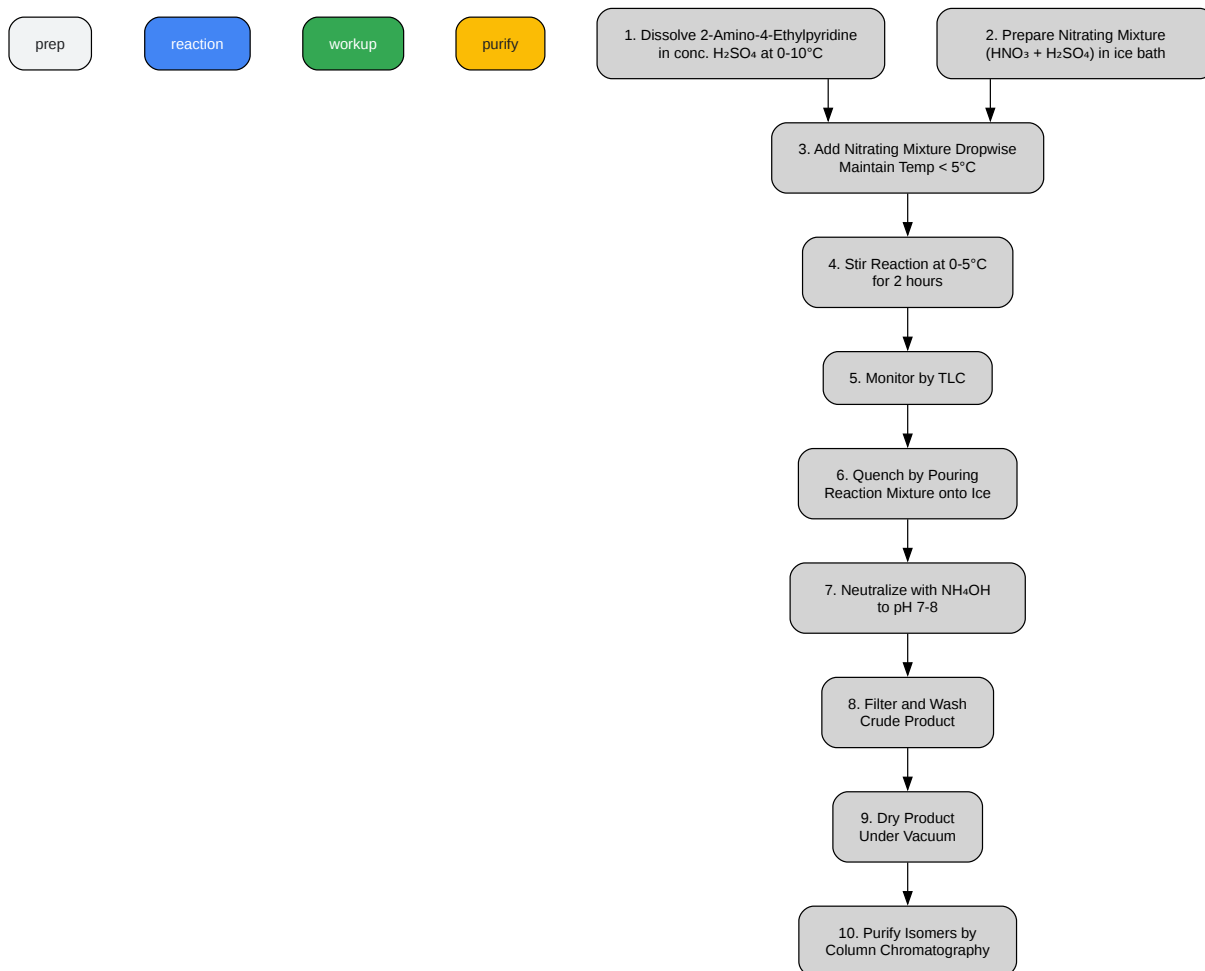 prep
reaction
workup
purify
1. Dissolve 2-Amino-4-Ethylpyridine
in conc. H₂SO₄ at 0-10°C
2. Prepare Nitrating Mixture
(HNO₃ + H₂SO₄) in ice bath
3. Add Nitrating Mixture Dropwise
Maintain Temp < 5°C
4. Stir Reaction at 0-5°C
for 2 hours
5. Monitor by TLC
6. Quench by Pouring
Reaction Mixture onto Ice
7. Neutralize with NH₄OH
to pH 7-8
8. Filter and Wash
Crude Product
9. Dry Product
Under Vacuum
10. Purify Isomers by
Column Chromatography